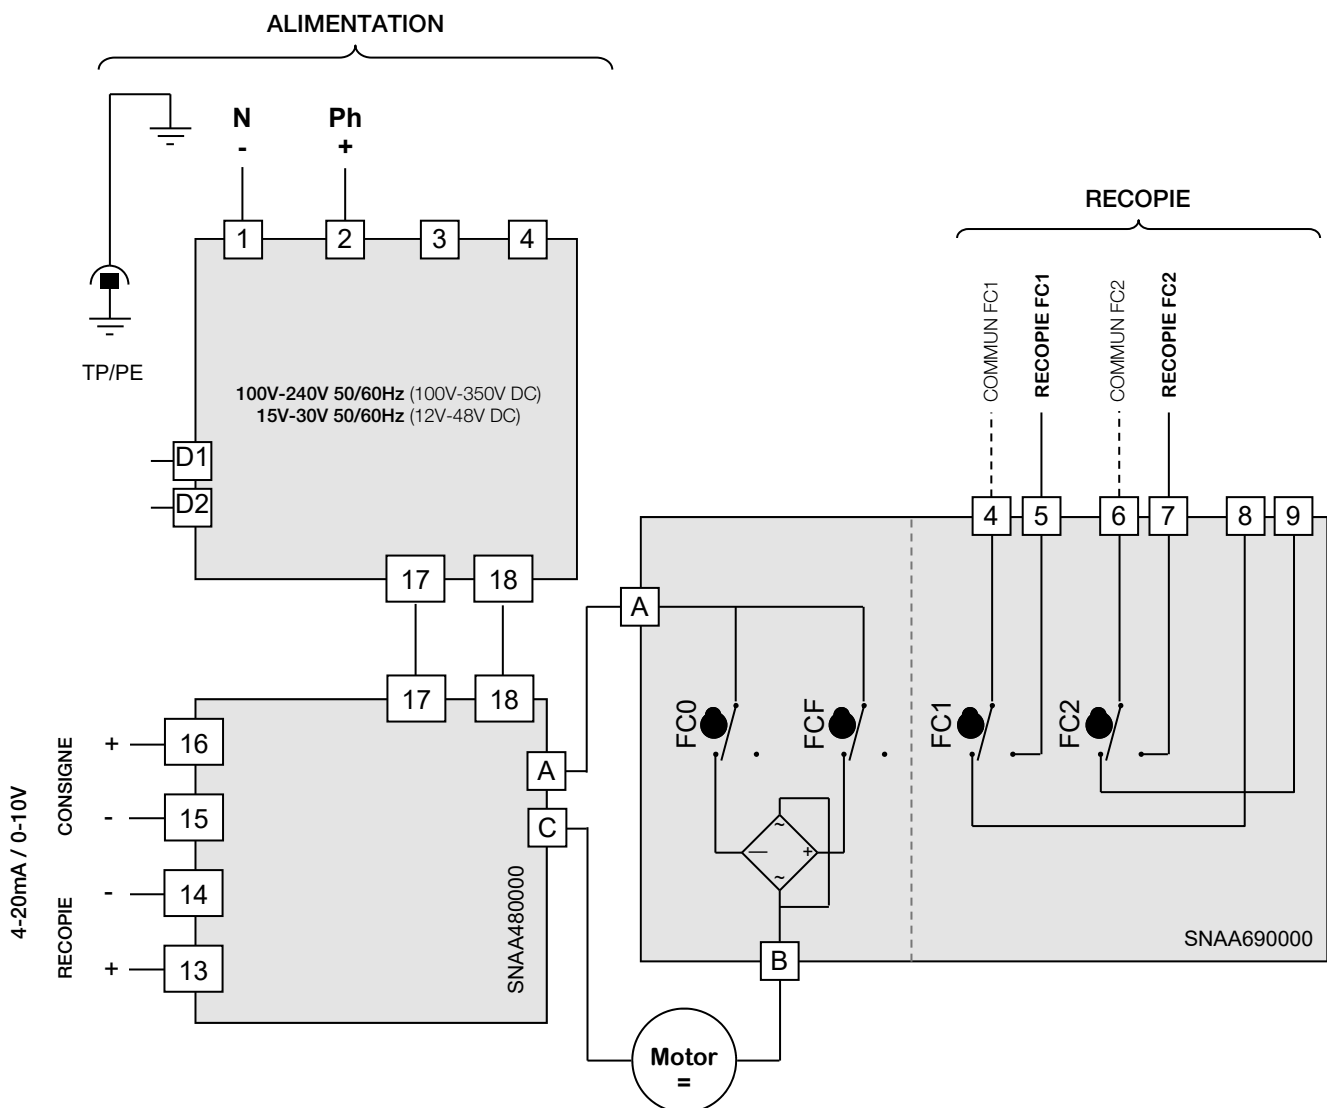 ALIMENTATION
N
-
Ph
+
1
2
3
4
TP/PE
100V-240V 50/60Hz (100V-350V DC)
15V-30V 50/60Hz (12V-48V DC)
D1
D2
17
18
17
18
4-20mA / 0-10V
CONSIGNE
RECOPIE
+
16
-
15
-
14
+
13
A
C
SNAA480000
RECOPIE
COMMUN FC1
RECOPIE FC1
COMMUN FC2
RECOPIE FC2
4
5
6
7
8
9
A
FC0
FCF
FC1
FC2
~
—
+
~
B
SNAA690000
Motor
=